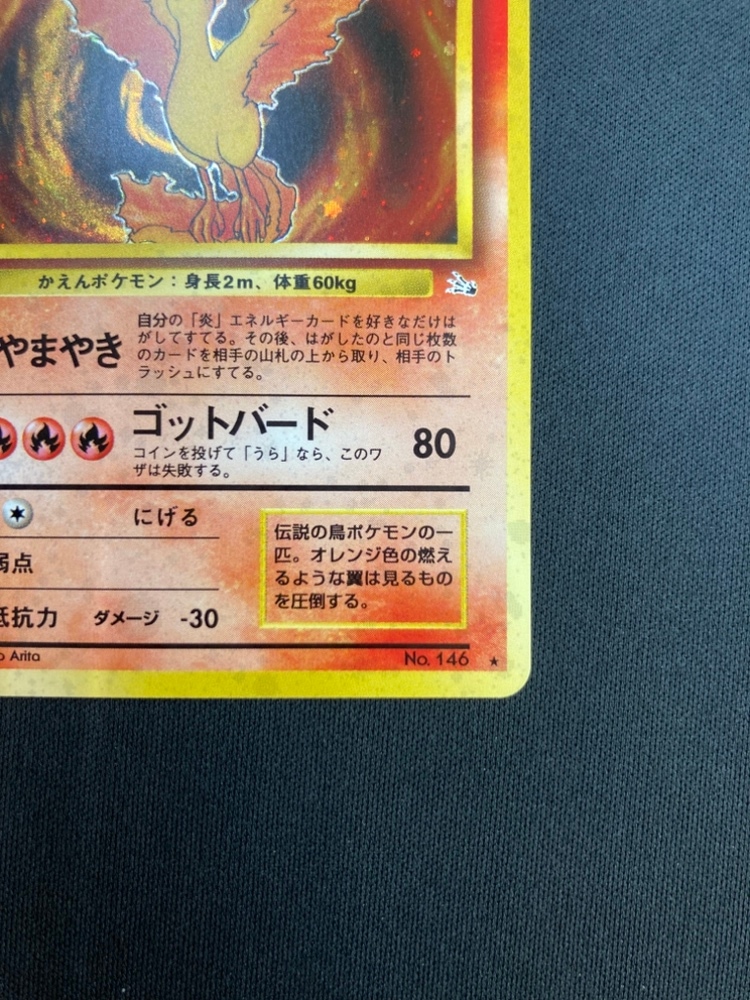 かえんポケモン：身長2m、体重60kg
やまやき
自分の「炎」エネルギーカードを好きなだけは
がしてすてる。その後、はがしたのと同じ枚数
のカードを相手の山札の上から取り、相手のト
ラッシュにすてる。
ゴットバード
80
コインを投げて「うら」なら、このワ
ザは失敗する。
にげる
弱点
抵抗力 ダメージ -30
伝説の鳥ポケモンの一
匹。オレンジ色の燃え
るような翼は見るもの
を圧倒する。
Arita
No. 146 ★